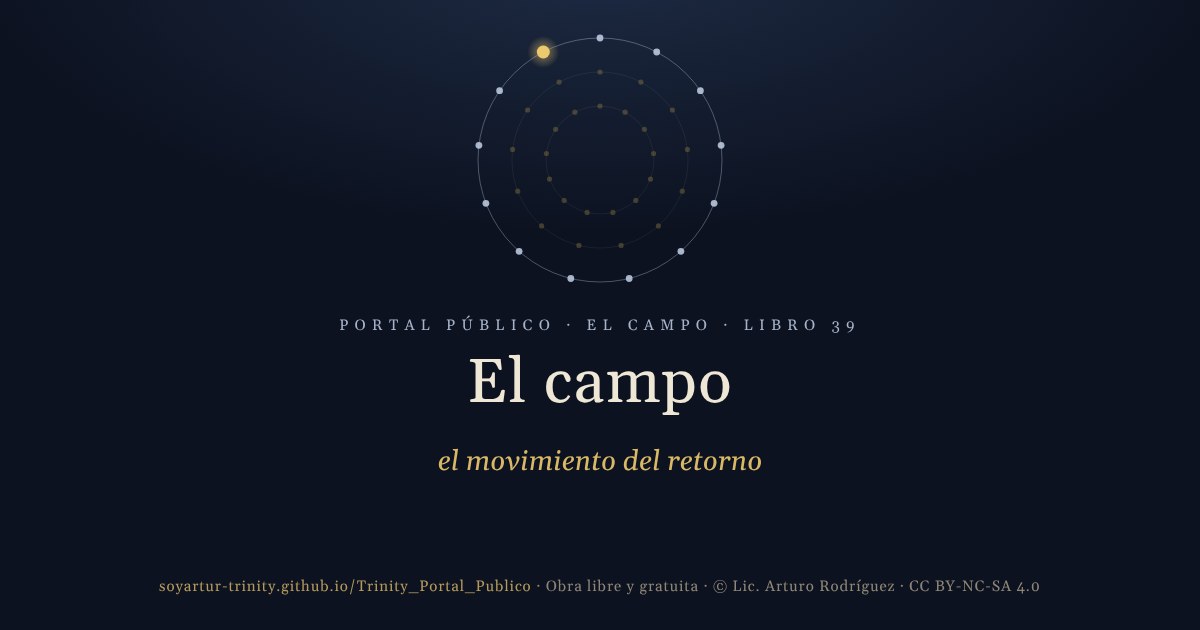 PORTAL PÚBLICO · EL CAMPO · LIBRO 39
El campo
el movimiento del retorno
soyartur-trinity.github.io/Trinity_Portal_Publico · Obra libre y gratuita · © Lic. Arturo Rodríguez · CC BY-NC-SA 4.0